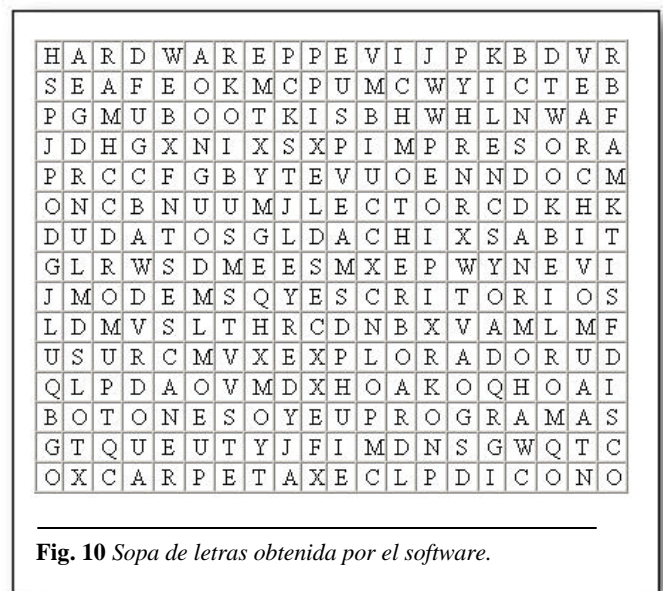 H A R D W A R E P P E V I J P K B D V R
S E A F E O K M C P U M C W Y I C T E B
P G M U B O O T K I S B H W H L N W A F
J D H G X N I X S X P I M P R E S O R A
P R C C F G B Y T E V U O E N N D O C M
O N C B N U U M J L E C T O R C D K H K
D U D A T O S G L D A C H I X S A B I T
G L R W S D M E E S M X E P W Y N E V I
J M O D E M S Q Y E S C R I T O R I O S
L D M V S L T H R C D N B X V A M L M F
U S U R C M V X E X P L O R A D O R U D
Q L P D A O V M D X H O A K O Q H O A I
B O T O N E S O Y E U P R O G R A M A S
G T Q U E U T Y J F I M D N S G W Q T C
O X C A R P E T A X E C L P D I C O N O
Fig. 10 Sopa de letras obtenida por el software.